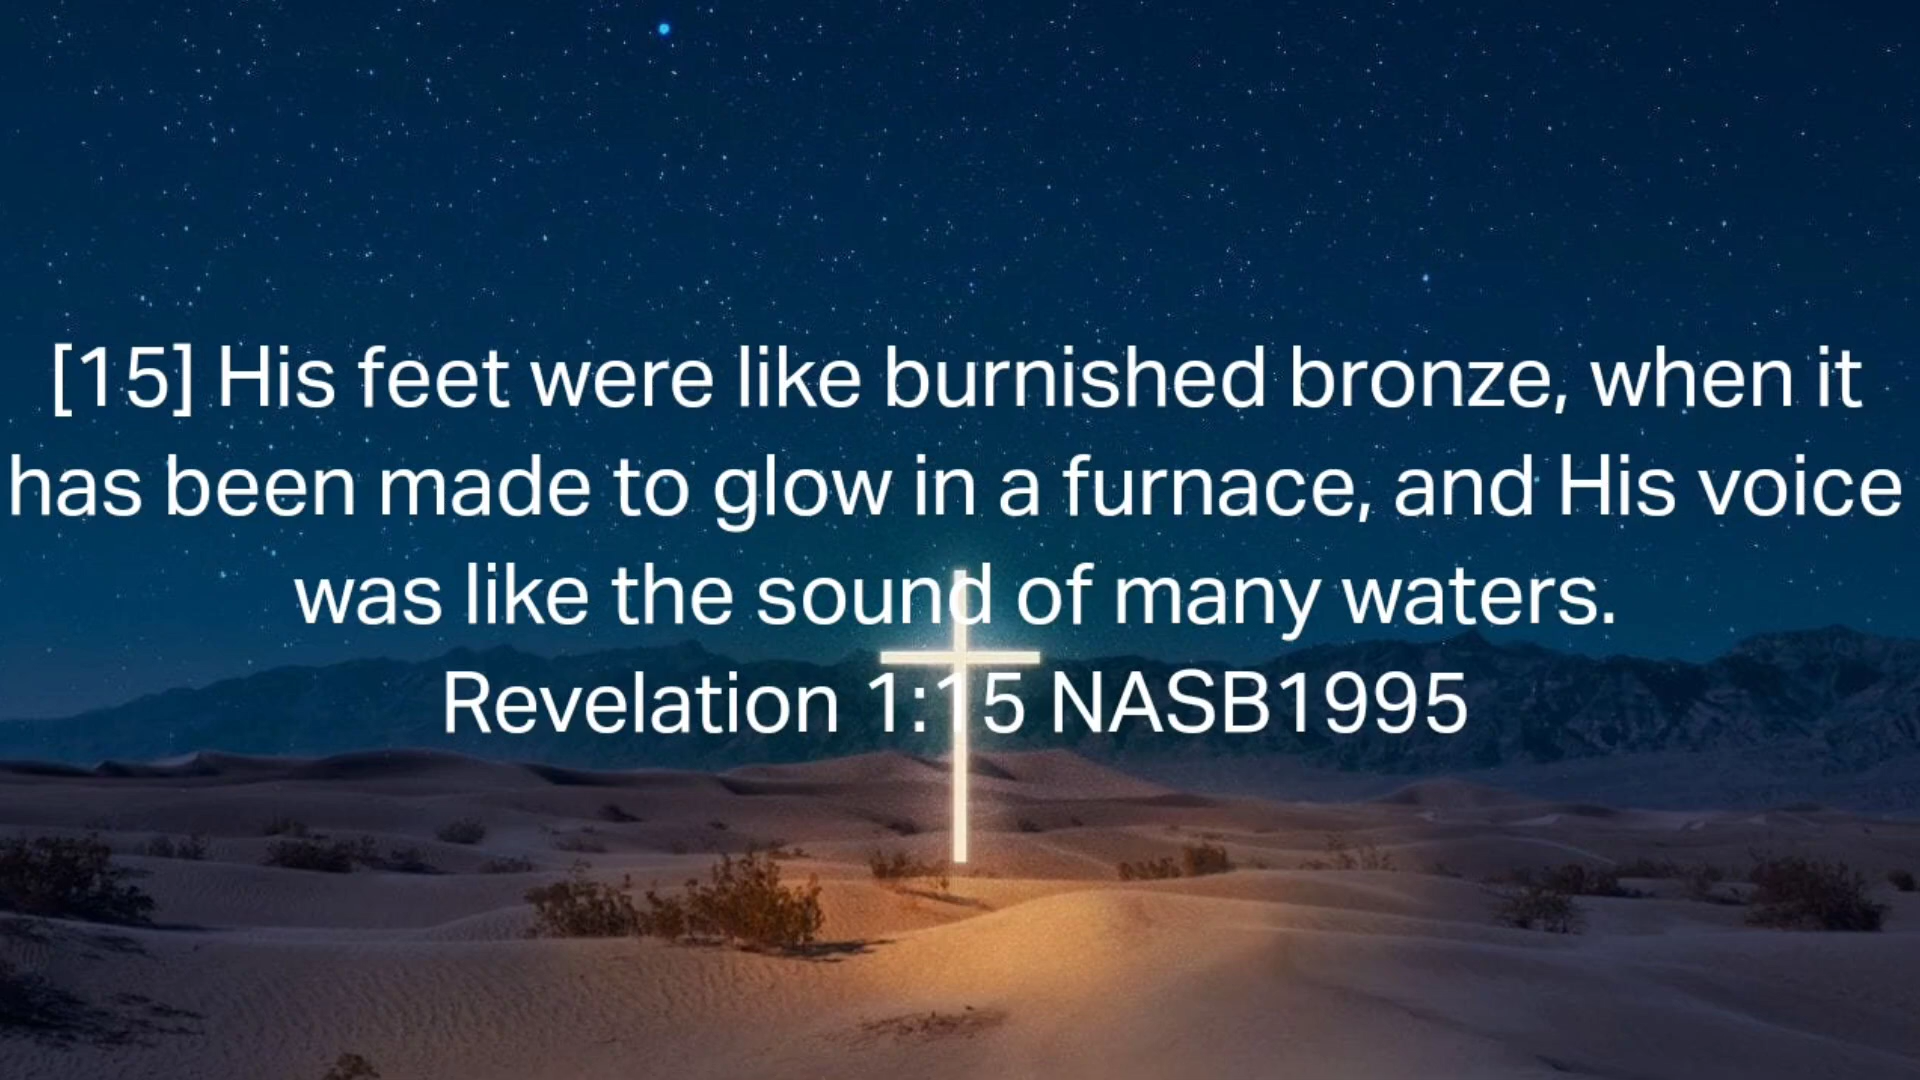 [15] His feet were like burnished bronze, when it
has been made to glow in a furnace, and His voice
was like the sound of many waters.
Revelation 1:15 NASB1995